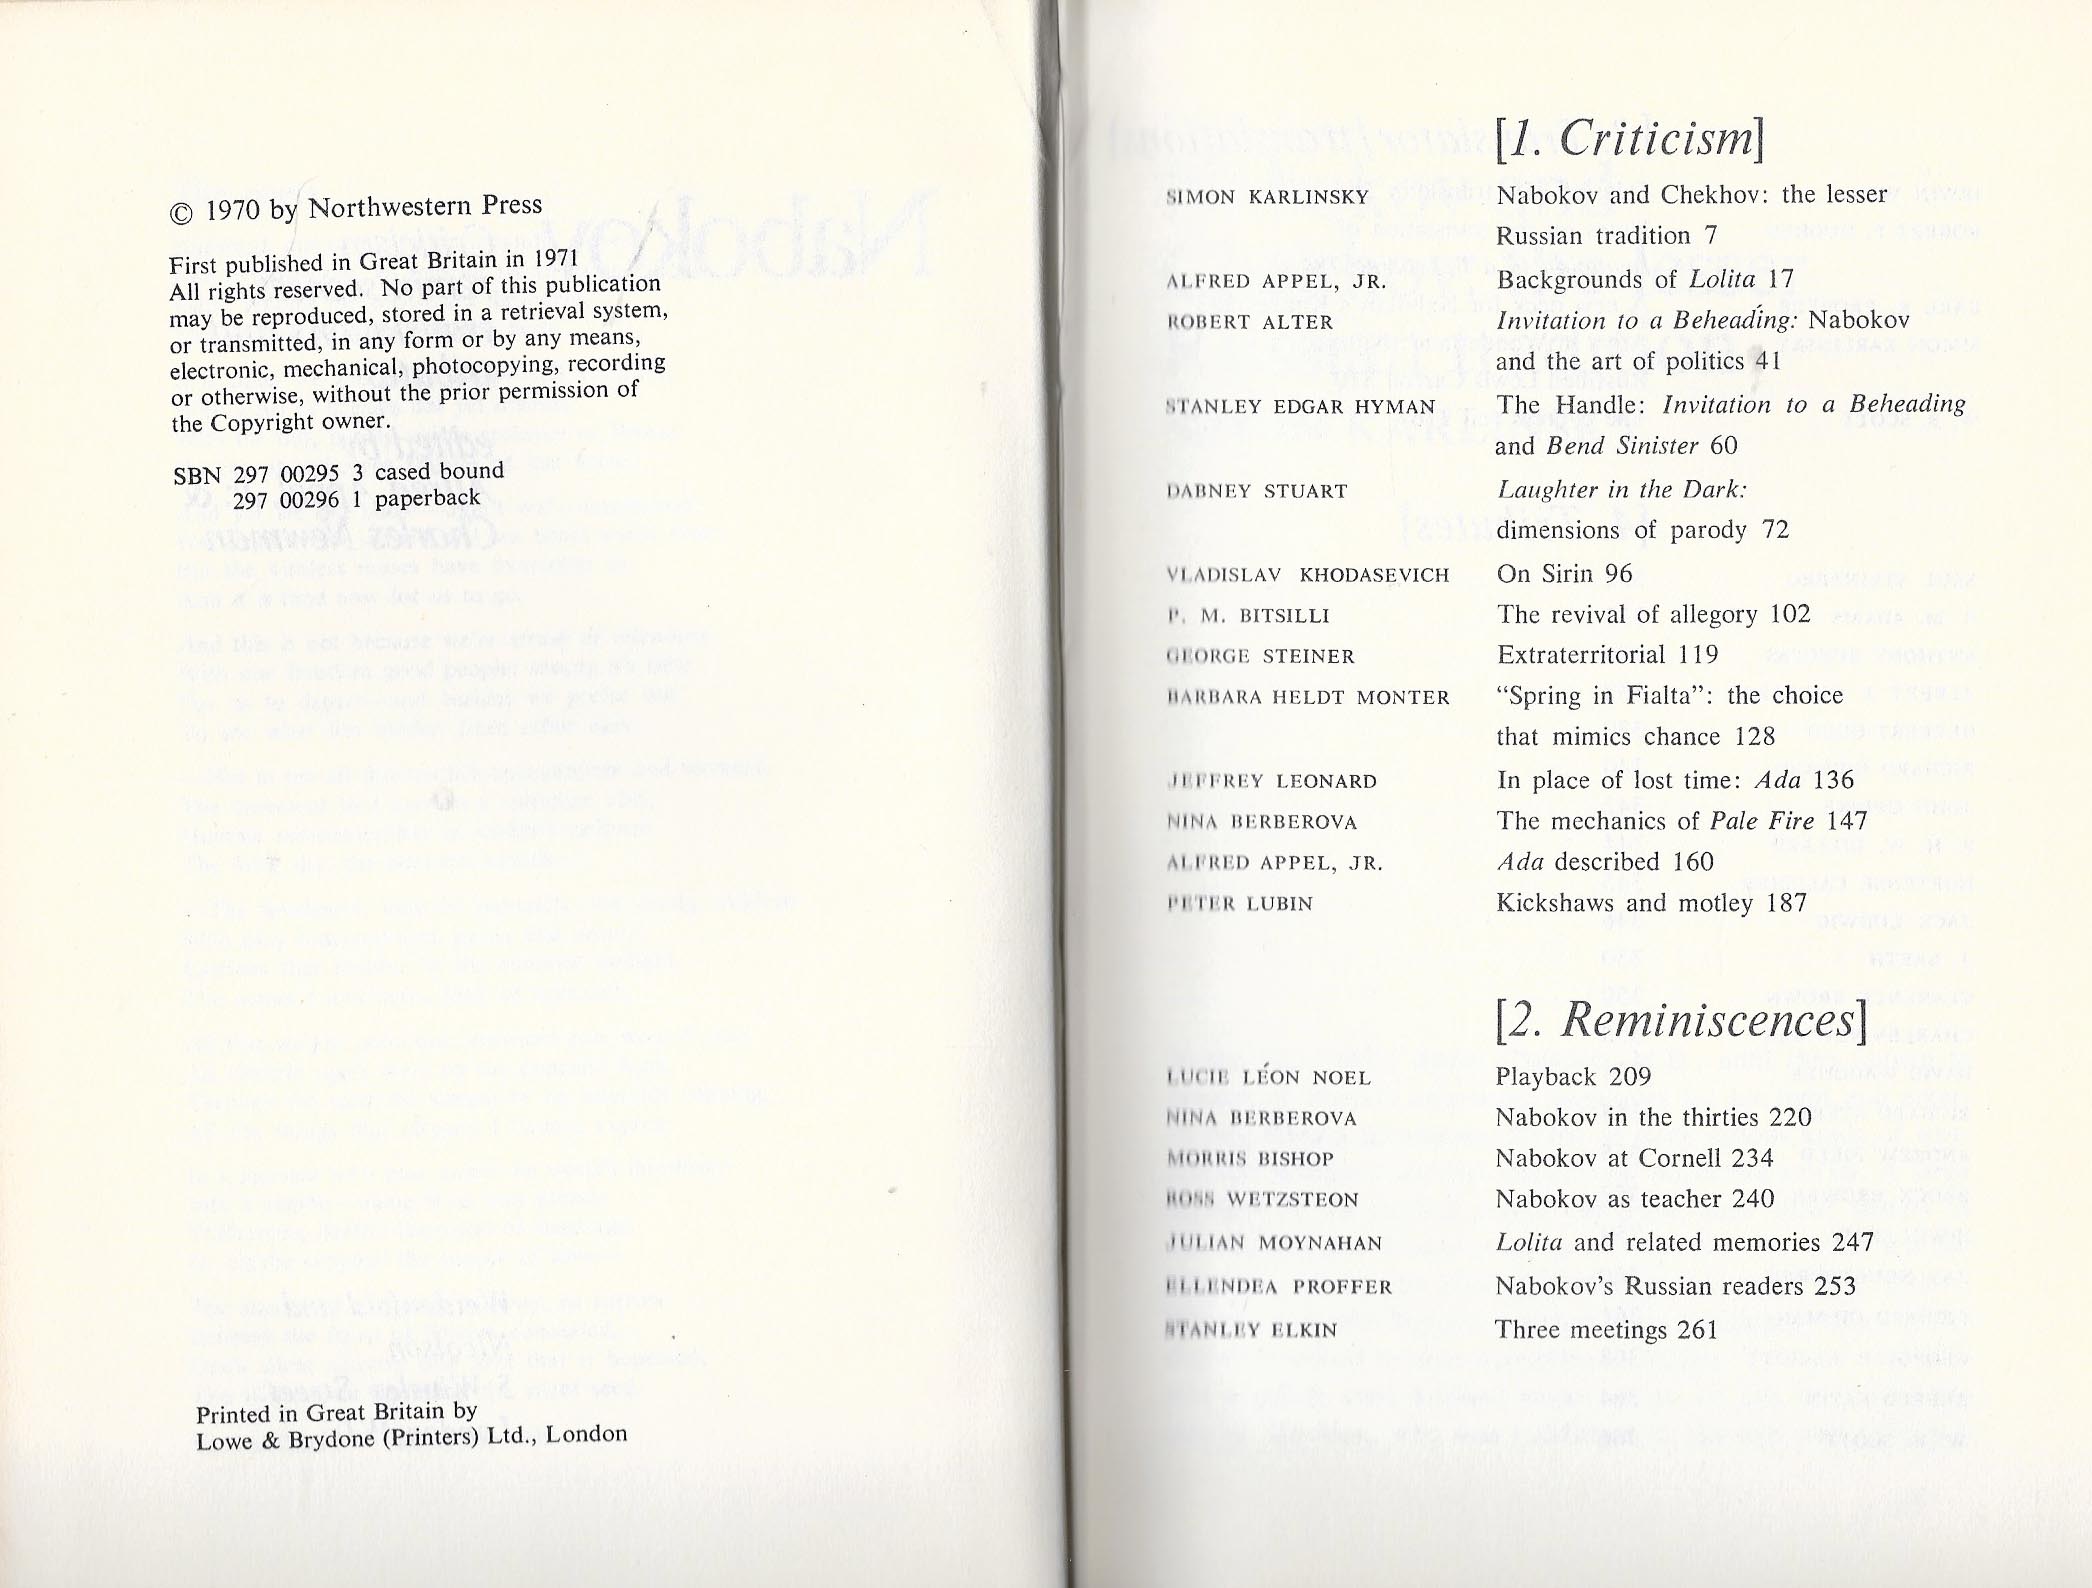 © 1970 by Northwestern Press
First published in Great Britain in 1971
All rights reserved. No part of this publication
may be reproduced, stored in a retrieval system,
or transmitted, in any form or by any means,
electronic, mechanical, photocopying, recording
or otherwise, without the prior permission of
the Copyright owner.
SBN 297 00295 3 cased bound
297 00296 1 paperback
Printed in Great Britain by
Lowe & Brydone (Printers) Ltd., London
[1. Criticism]
SIMON KARLINSKY Nabokov and Chekhov: the lesser
Russian tradition 7
ALFRED APPEL, JR. Backgrounds of Lolita 17
ROBERT ALTER Invitation to a Beheading: Nabokov
and the art of politics 41
STANLEY EDGAR HYMAN The Handle: Invitation to a Beheading
and Bend Sinister 60
DABNEY STUART Laughter in the Dark:
dimensions of parody 72
VLADISLAV KHODASEVICH On Sirin 96
P. M. BITSILLI The revival of allegory 102
GEORGE STEINER Extraterritorial 119
BARBARA HELDT MONTER “Spring in Fialta”: the choice
that mimics chance 128
JEFFREY LEONARD In place of lost time: Ada 136
NINA BERBEROVA The mechanics of Pale Fire 147
ALFRED APPEL, JR. Ada described 160
PETER LUBIN Kickshaws and motley 187
[2. Reminiscences]
LUCIE LÉON NOEL Playback 209
NINA BERBEROVA Nabokov in the thirties 220
MORRIS BISHOP Nabokov at Cornell 234
ROSS WETZSTEON Nabokov as teacher 240
JULIAN MOYNAHAN Lolita and related memories 247
ELLENDEA PROFFER Nabokov’s Russian readers 253
STANLEY ELKIN Three meetings 261